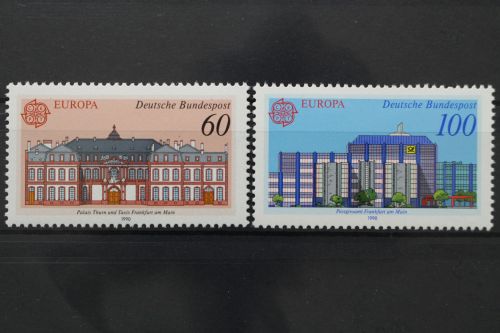 EUROPA
Deutsche Bundespost
60
Palais Thurn und Taxis Frankfurt am Main
1990
EUROPA
Deutsche Bundespost
100
Postgiroamt Frankfurt am Main
1990